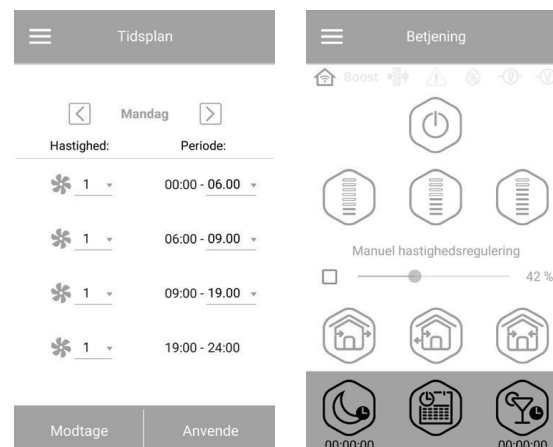 Tidsplan
Mandag
Hastighed: Periode:
1 00:00 - 06.00
1 06:00 - 09.00
1 09:00 - 19.00
1 19:00 - 24:00
Modtage Anvende
Betjening
Boost
Manuel hastighedsregulering
42 %
00:00:00 00:00:00